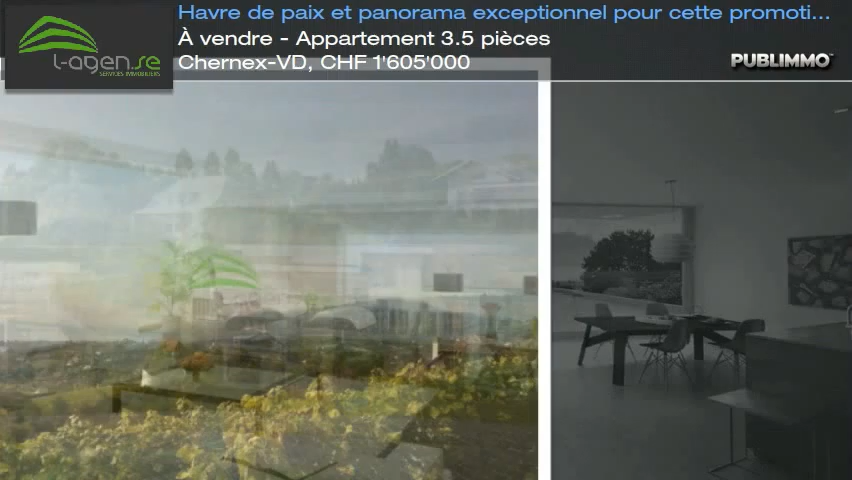 Havre de paix et panorama exceptionnel pour cette promoti...
À vendre - Appartement 3.5 pièces
Chernex-VD, CHF 1'605'000
l-agen.se
SERVICES IMMOBILIERS
PUBLIMMO